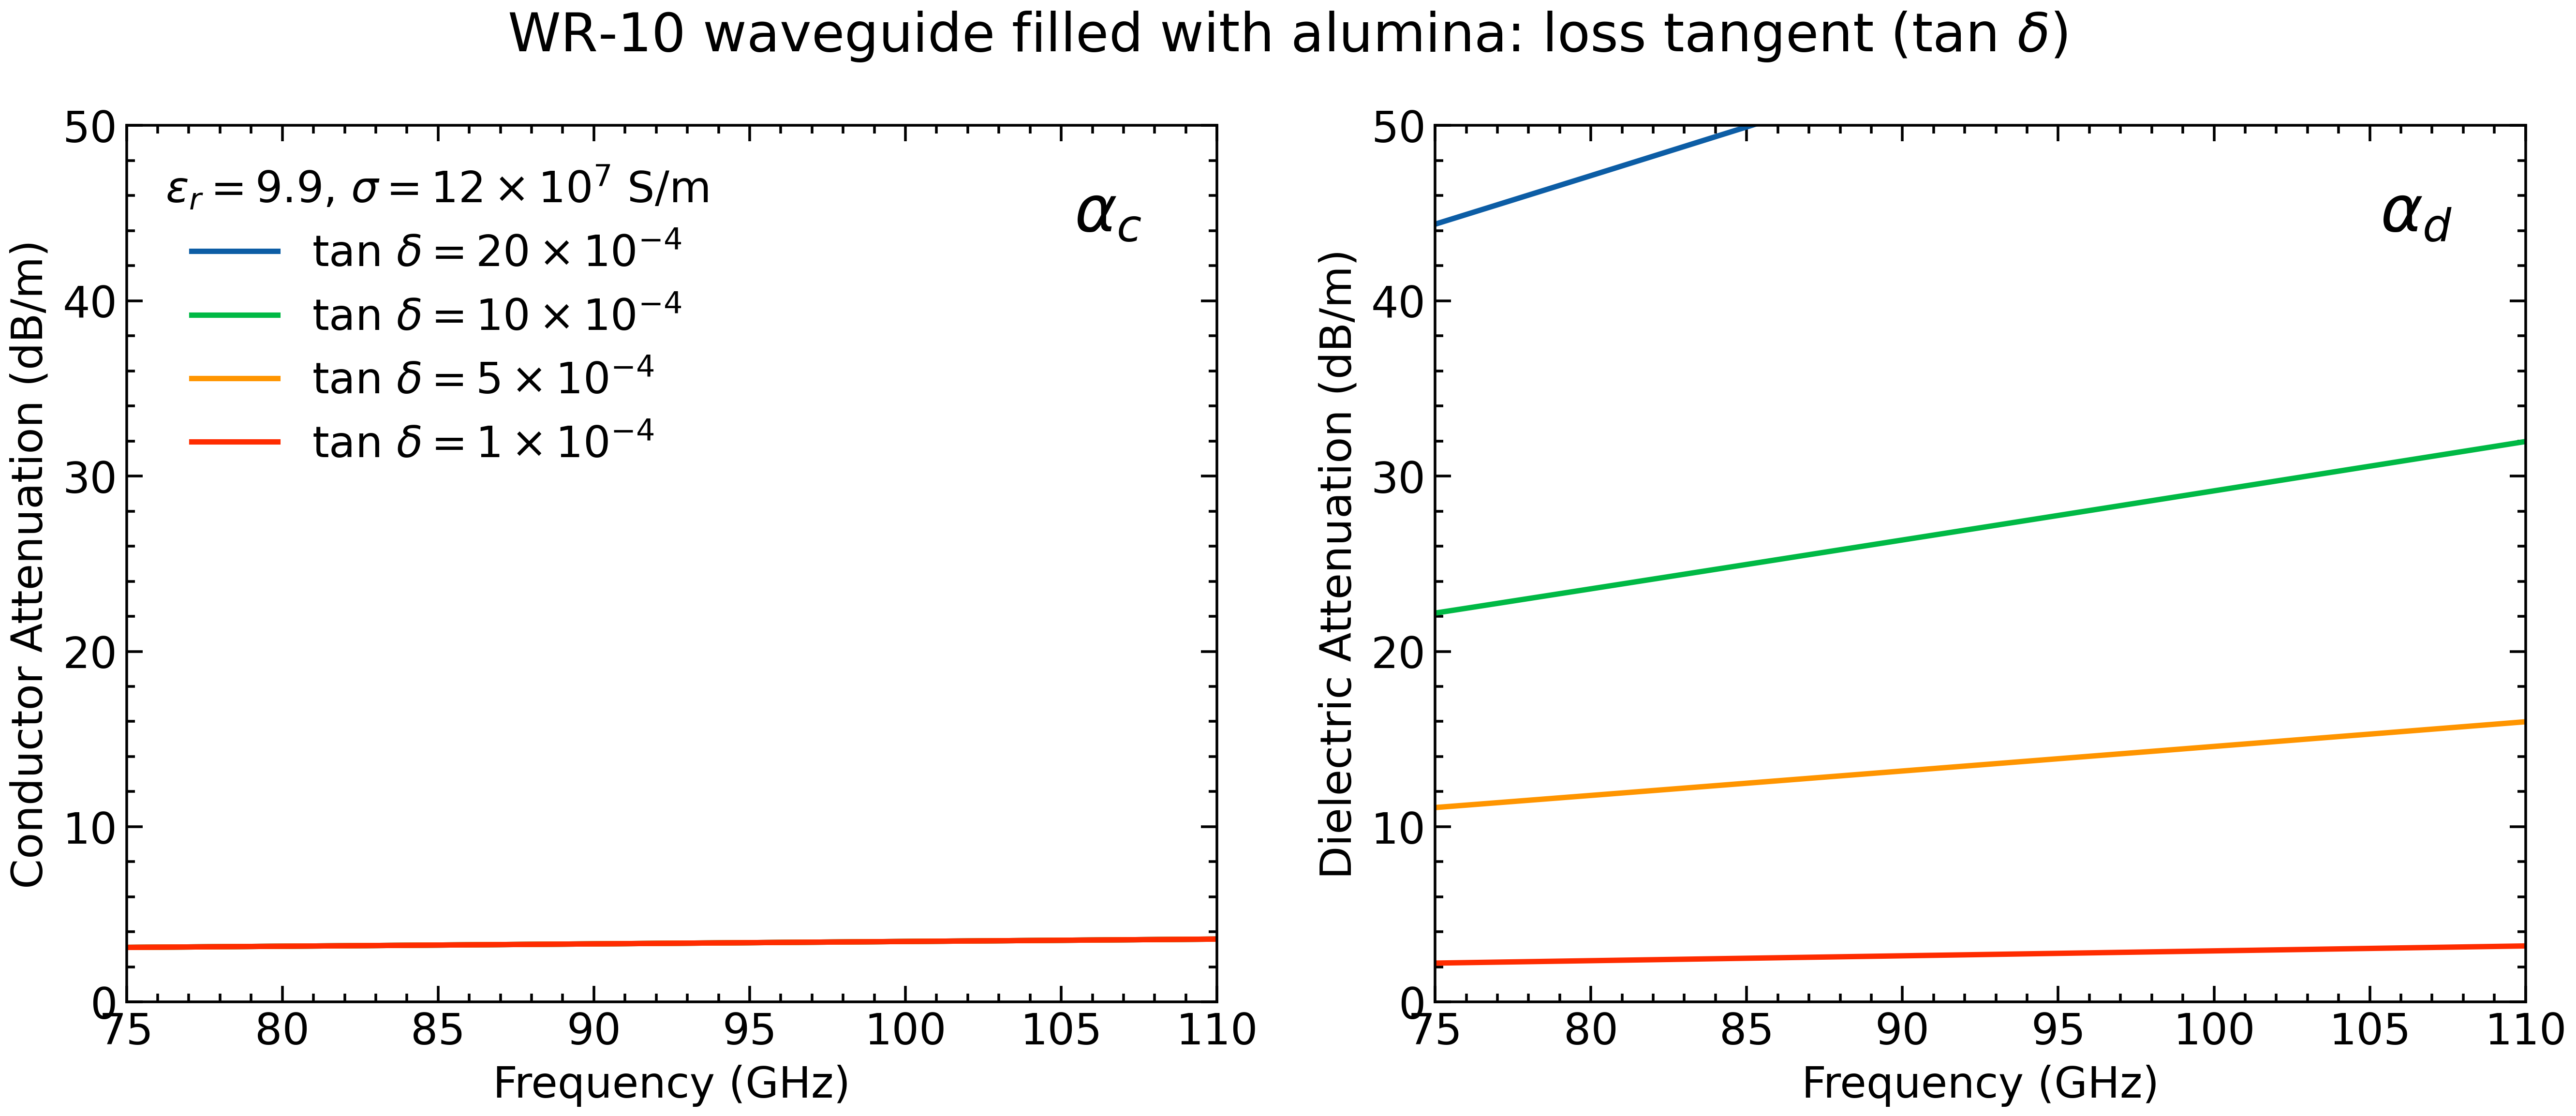 WR-10 waveguide filled with alumina: loss tangent (tan δ)
Conductor Attenuation (dB/m)
50
40
30
20
10
0
εᵣ = 9.9, σ = 12 × 10⁷ S/m
tan δ = 20 × 10⁻⁴
tan δ = 10 × 10⁻⁴
tan δ = 5 × 10⁻⁴
tan δ = 1 × 10⁻⁴
α_c
75 80 85 90 95 100 105 110
Frequency (GHz)
Dielectric Attenuation (dB/m)
50
40
30
20
10
0
α_d
75 80 85 90 95 100 105 110
Frequency (GHz)